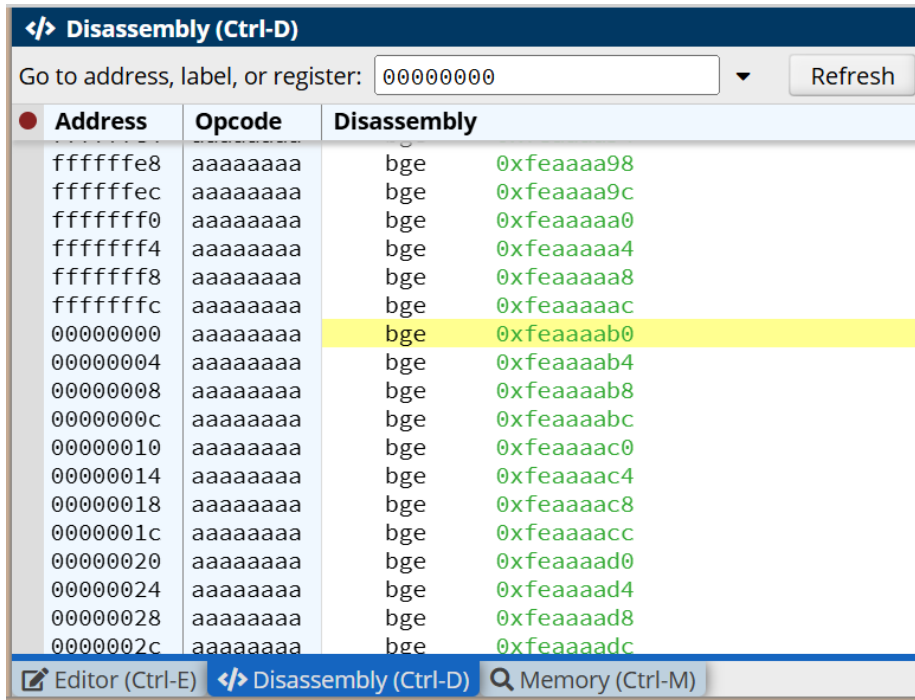 </> Disassembly (Ctrl-D)
Go to address, label, or register: 00000000 Refresh
Address Opcode Disassembly
ffffffe8 aaaaaaaa bge 0xfeaaaa98
ffffffec aaaaaaaa bge 0xfeaaaa9c
fffffff0 aaaaaaaa bge 0xfeaaaaa0
fffffff4 aaaaaaaa bge 0xfeaaaaa4
fffffff8 aaaaaaaa bge 0xfeaaaaa8
fffffffc aaaaaaaa bge 0xfeaaaaac
00000000 aaaaaaaa bge 0xfeaaaab0
00000004 aaaaaaaa bge 0xfeaaaab4
00000008 aaaaaaaa bge 0xfeaaaab8
0000000c aaaaaaaa bge 0xfeaaaabc
00000010 aaaaaaaa bge 0xfeaaaac0
00000014 aaaaaaaa bge 0xfeaaaac4
00000018 aaaaaaaa bge 0xfeaaaac8
0000001c aaaaaaaa bge 0xfeaaaacc
00000020 aaaaaaaa bge 0xfeaaaad0
00000024 aaaaaaaa bge 0xfeaaaad4
00000028 aaaaaaaa bge 0xfeaaaad8
0000002c aaaaaaaa bge 0xfeaaaadc
Editor (Ctrl-E) </> Disassembly (Ctrl-D) Memory (Ctrl-M)